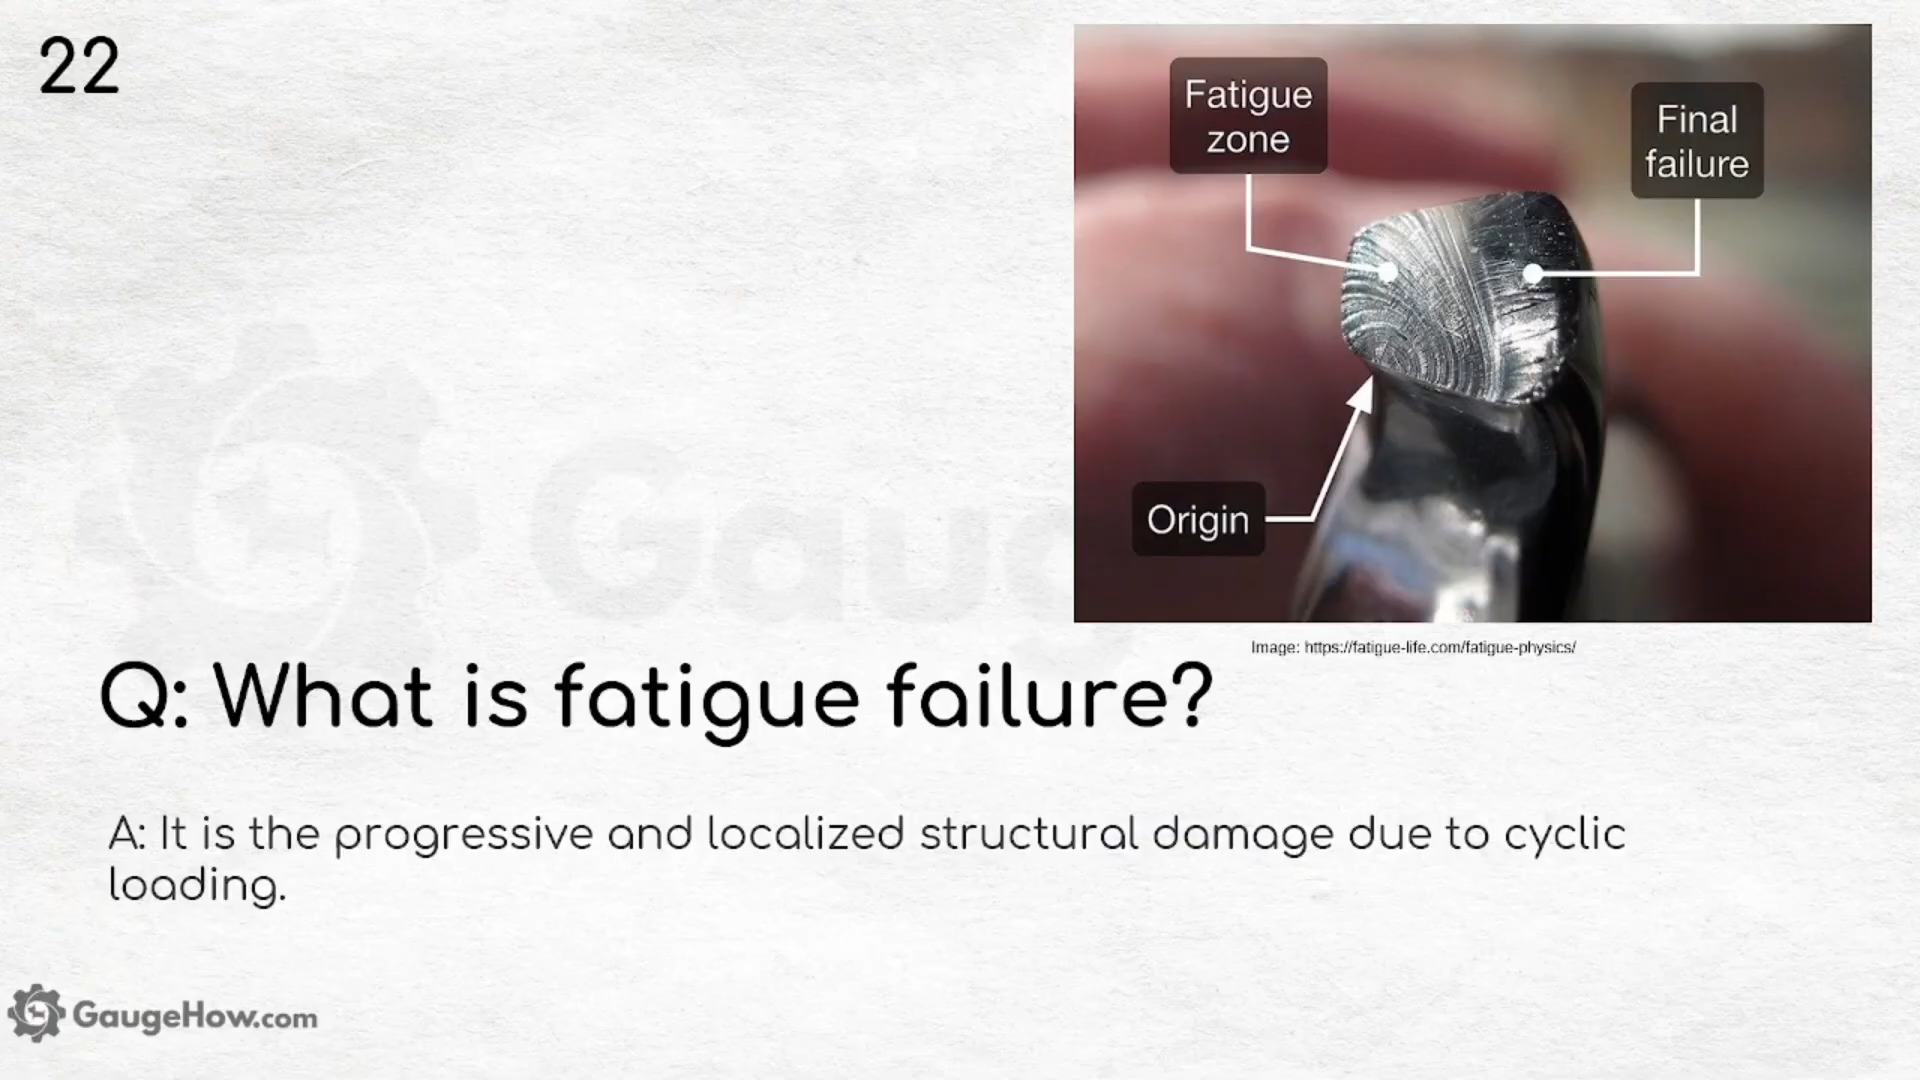 22
Fatigue
zone
Final
failure
Origin
Image: https://fatigue-life.com/fatigue-physics/
Q: What is fatigue failure?
A: It is the progressive and localized structural damage due to cyclic
loading.
GaugeHow.com
Gaug